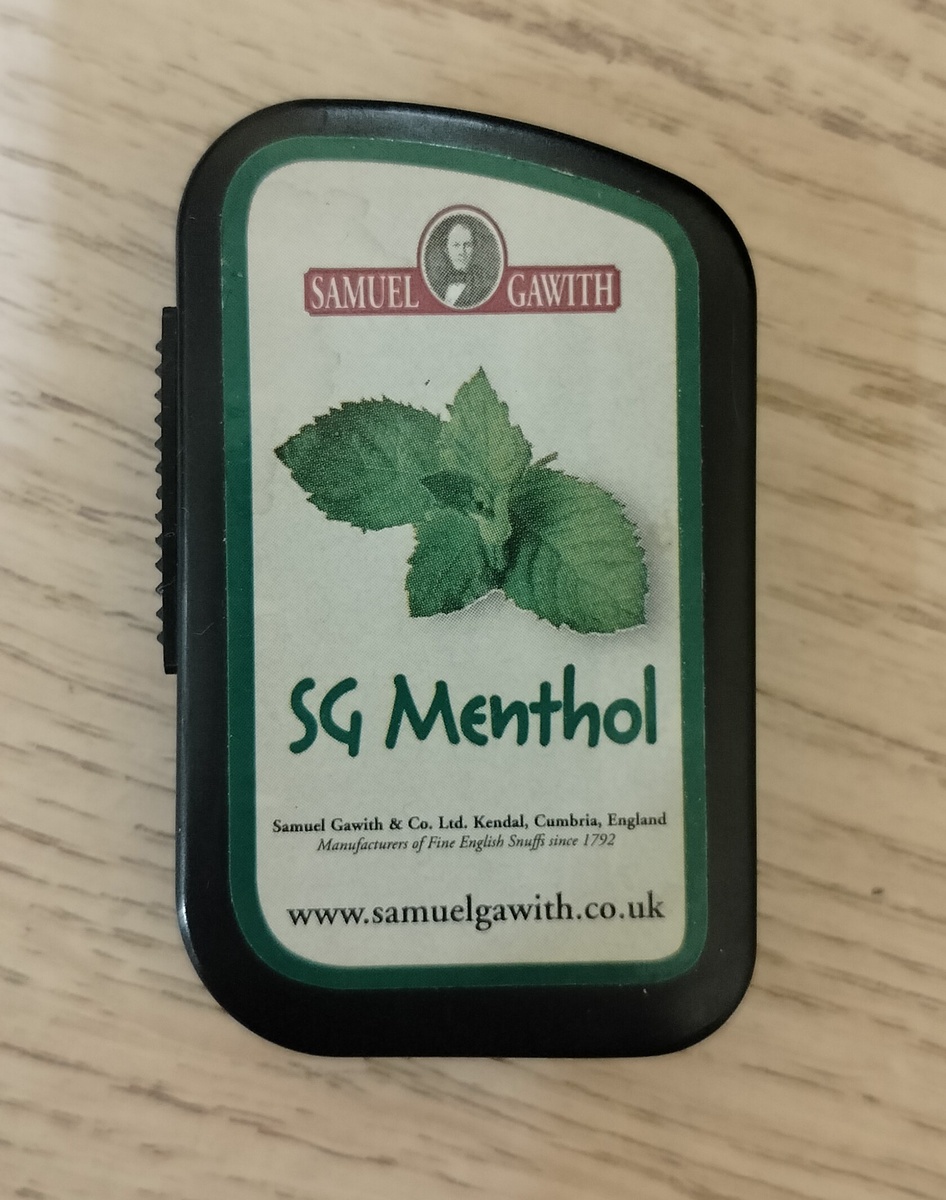 SAMUEL GAWITH
SG Menthol
Samuel Gawith & Co. Ltd. Kendal, Cumbria, England
Manufacturers of Fine English Snuffs since 1792
www.samuelgawith.co.uk